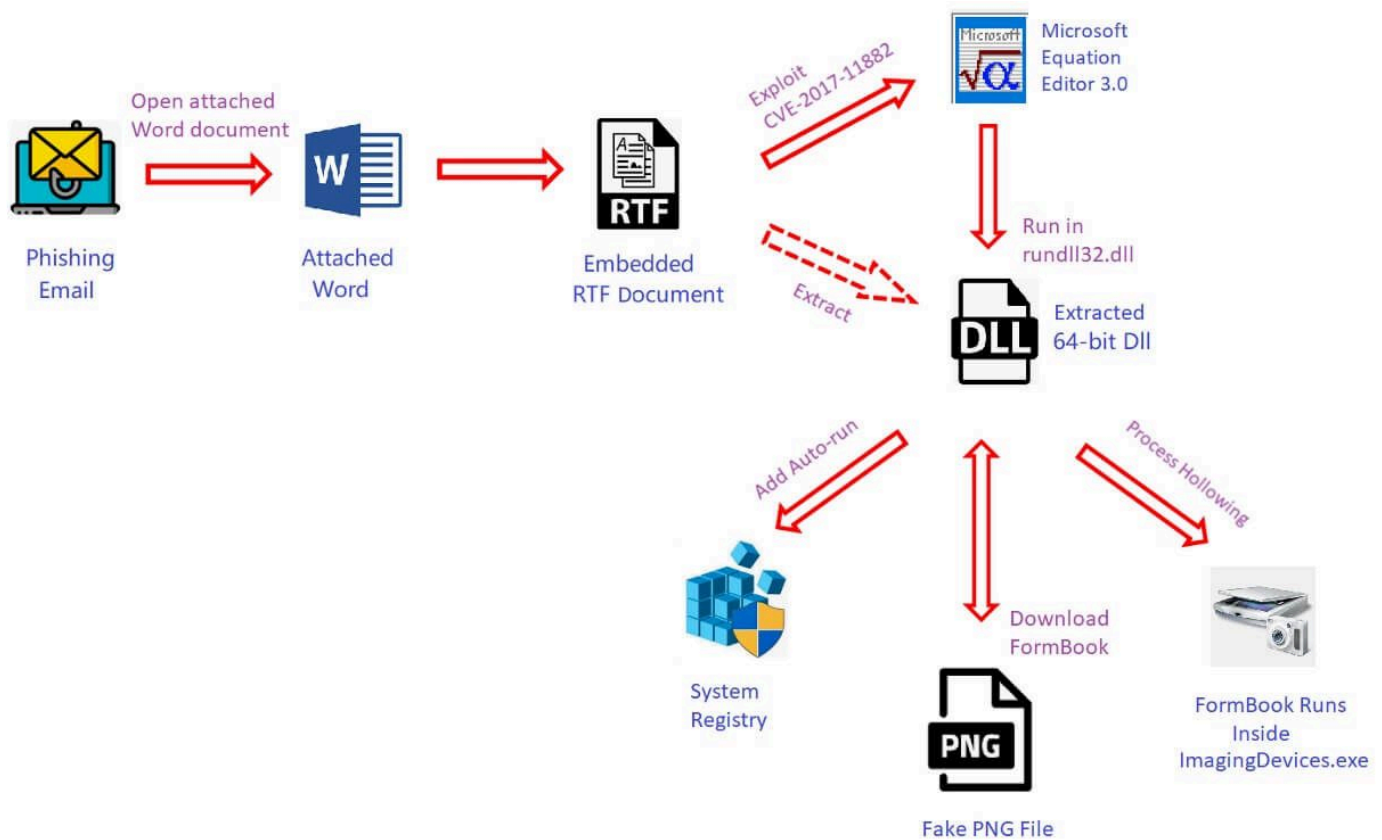 Open attached
Word document
Phishing
Email
W
Attached
Word
A
RTF
Embedded
RTF Document
Exploit
CVE-2017-11882
Extract
Microsoft
√α
Microsoft
Equation
Editor 3.0
Run in
rundll32.dll
DLL
Extracted
64-bit Dll
Add Auto-run
System
Registry
Download
FormBook
PNG
Fake PNG File
Process Hollowing
FormBook Runs
Inside
ImagingDevices.exe